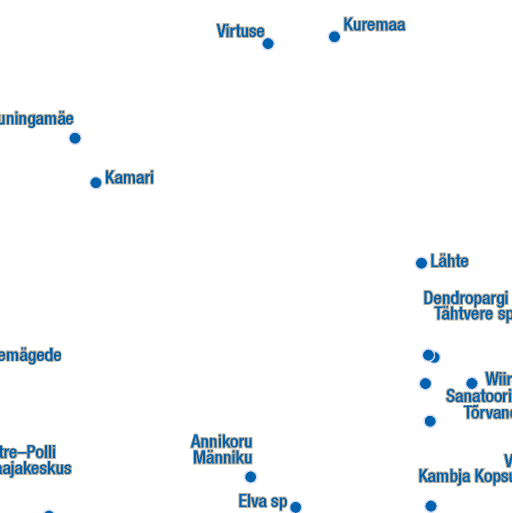 Virtuse
Kuremaa
uningamäe
Kamari
Lähte
Dendropargi
Tähtvere sp
emägede
Wiir
Sanatoori
Tõrvand
Annikoru
Männiku
tre–Polli
ajakeskus
V
Kambja Kopsu
Elva sp